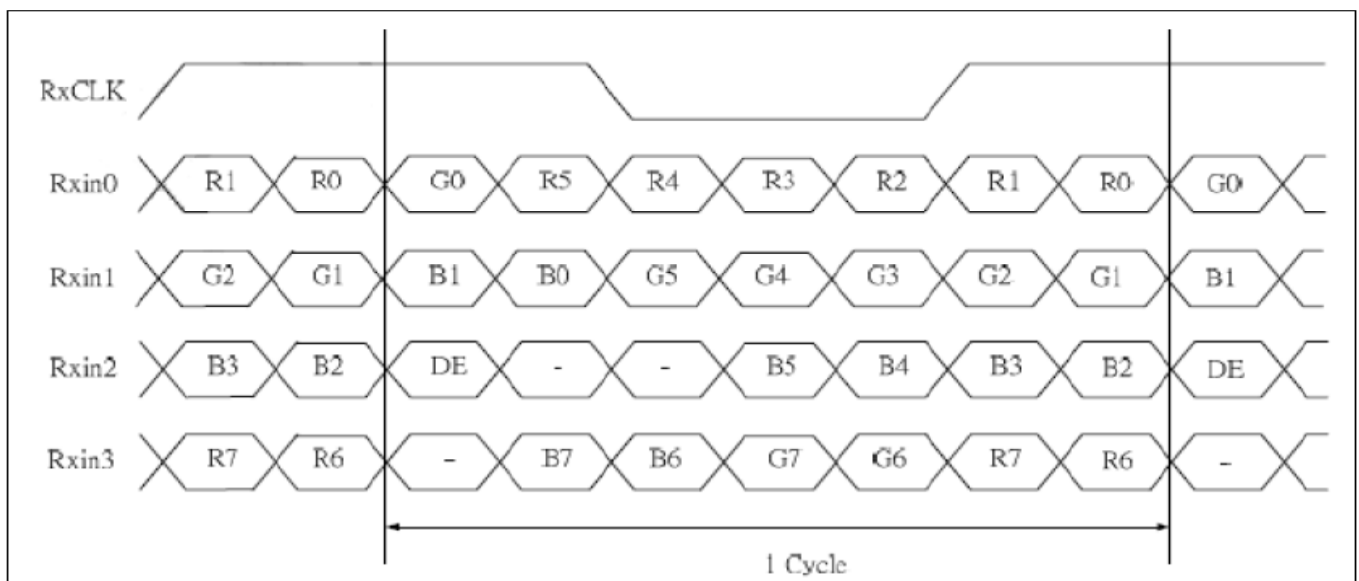 RxCLK
Rxin0 R1 R0 G0 R5 R4 R3 R2 R1 R0 G0
Rxin1 G2 G1 B1 B0 G5 G4 G3 G2 G1 B1
Rxin2 B3 B2 DE - - B5 B4 B3 B2 DE
Rxin3 R7 R6 - B7 B6 G7 G6 R7 R6 -
1 Cycle